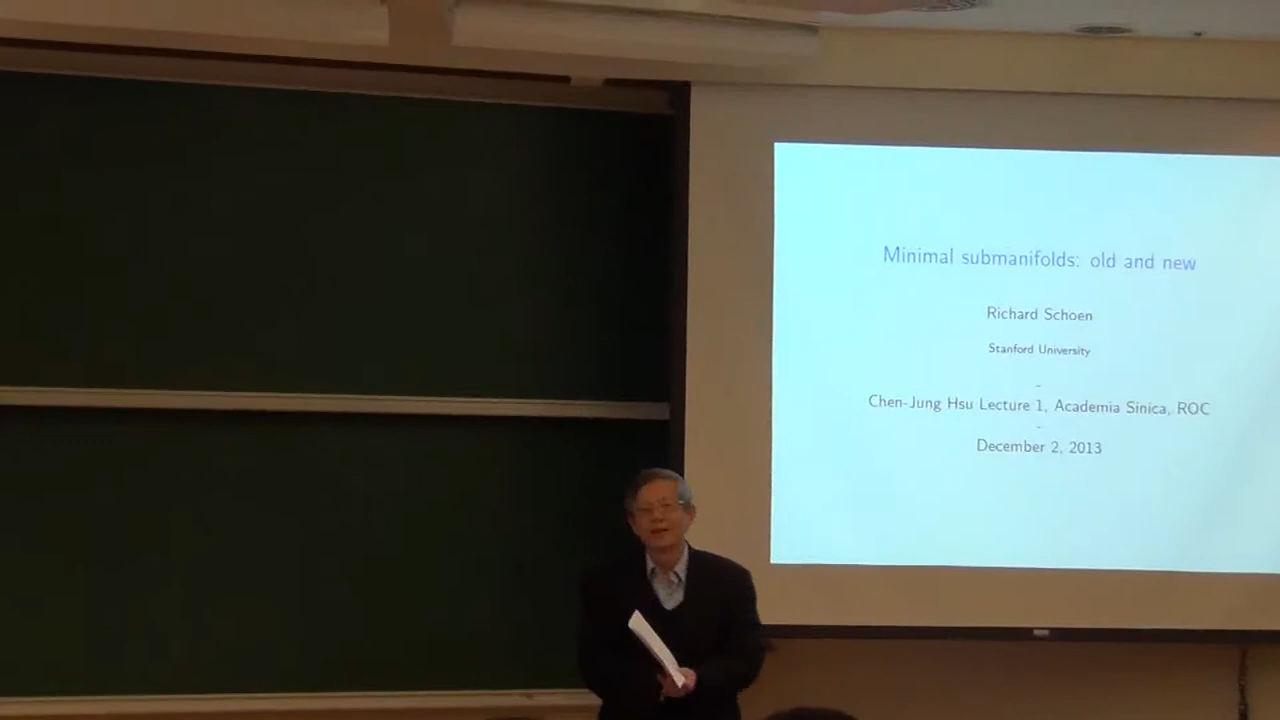 Minimal submanifolds: old and new
Richard Schoen
Stanford University
-
Chen-Jung Hsu Lecture 1, Academia Sinica, ROC
-
December 2, 2013